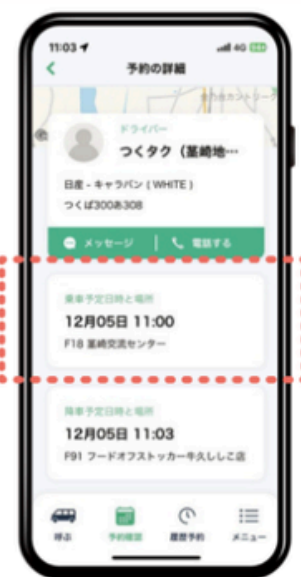 11:03
4G
予約の詳細
ドライバー
つくタク（茎崎地…
日産 - キャラバン ( WHITE )
つくば300あ308
メッセージ
電話する
乗車予定日時と場所
12月05日 11:00
F18 茎崎交流センター
降車予定日時と場所
12月05日 11:03
F91 フードオフストッカー牛久ししこ店
呼ぶ
予約確認
履歴予約
メニュー